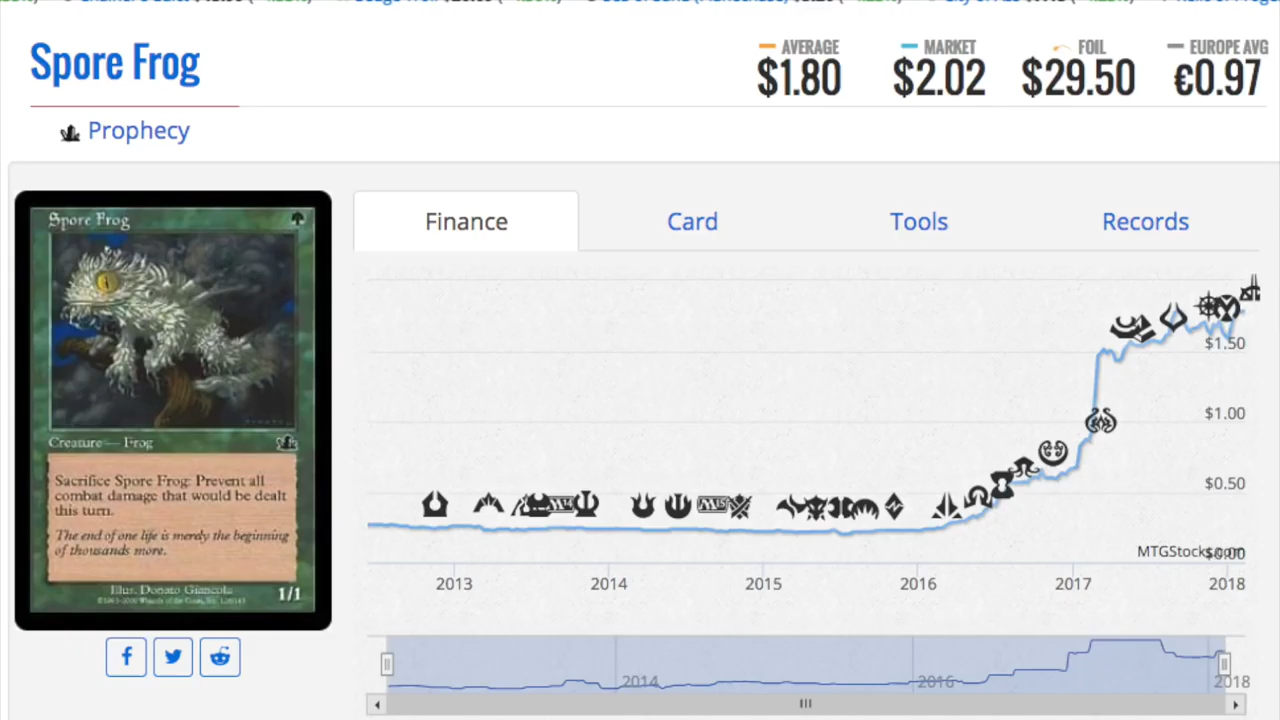 Spore Frog
AVERAGE
$1.80
MARKET
$2.02
FOIL
$29.50
EUROPE AVG
€0.97
Prophecy
Spore Frog
Creature — Frog
Sacrifice Spore Frog: Prevent all
combat damage that would be dealt
this turn.
The end of one life is merely the beginning
of thousands more.
Illus. Donato Giancola
1/1
Finance
Card
Tools
Records
$1.50
$1.00
$0.50
$0.00
MTGStocks.com
2013
2014
2015
2016
2017
2018
2014
2016
2018